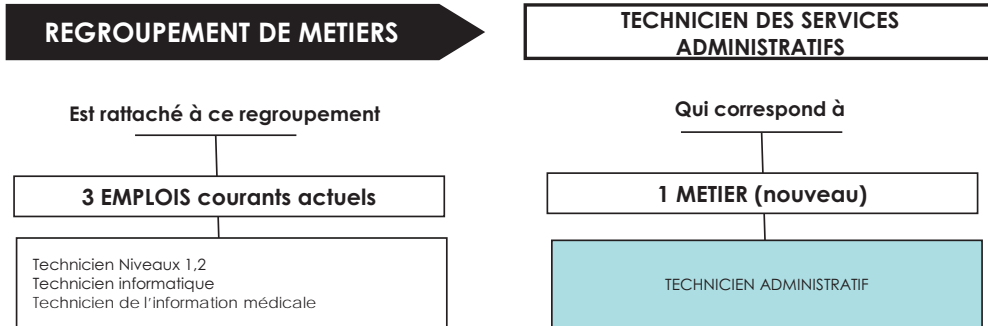 REGROUPEMENT DE METIERS
TECHNICIEN DES SERVICES
ADMINISTRATIFS
Est rattaché à ce regroupement
Qui correspond à
3 EMPLOIS courants actuels
1 METIER (nouveau)
Technicien Niveaux 1,2
Technicien informatique
Technicien de l'information médicale
TECHNICIEN ADMINISTRATIF